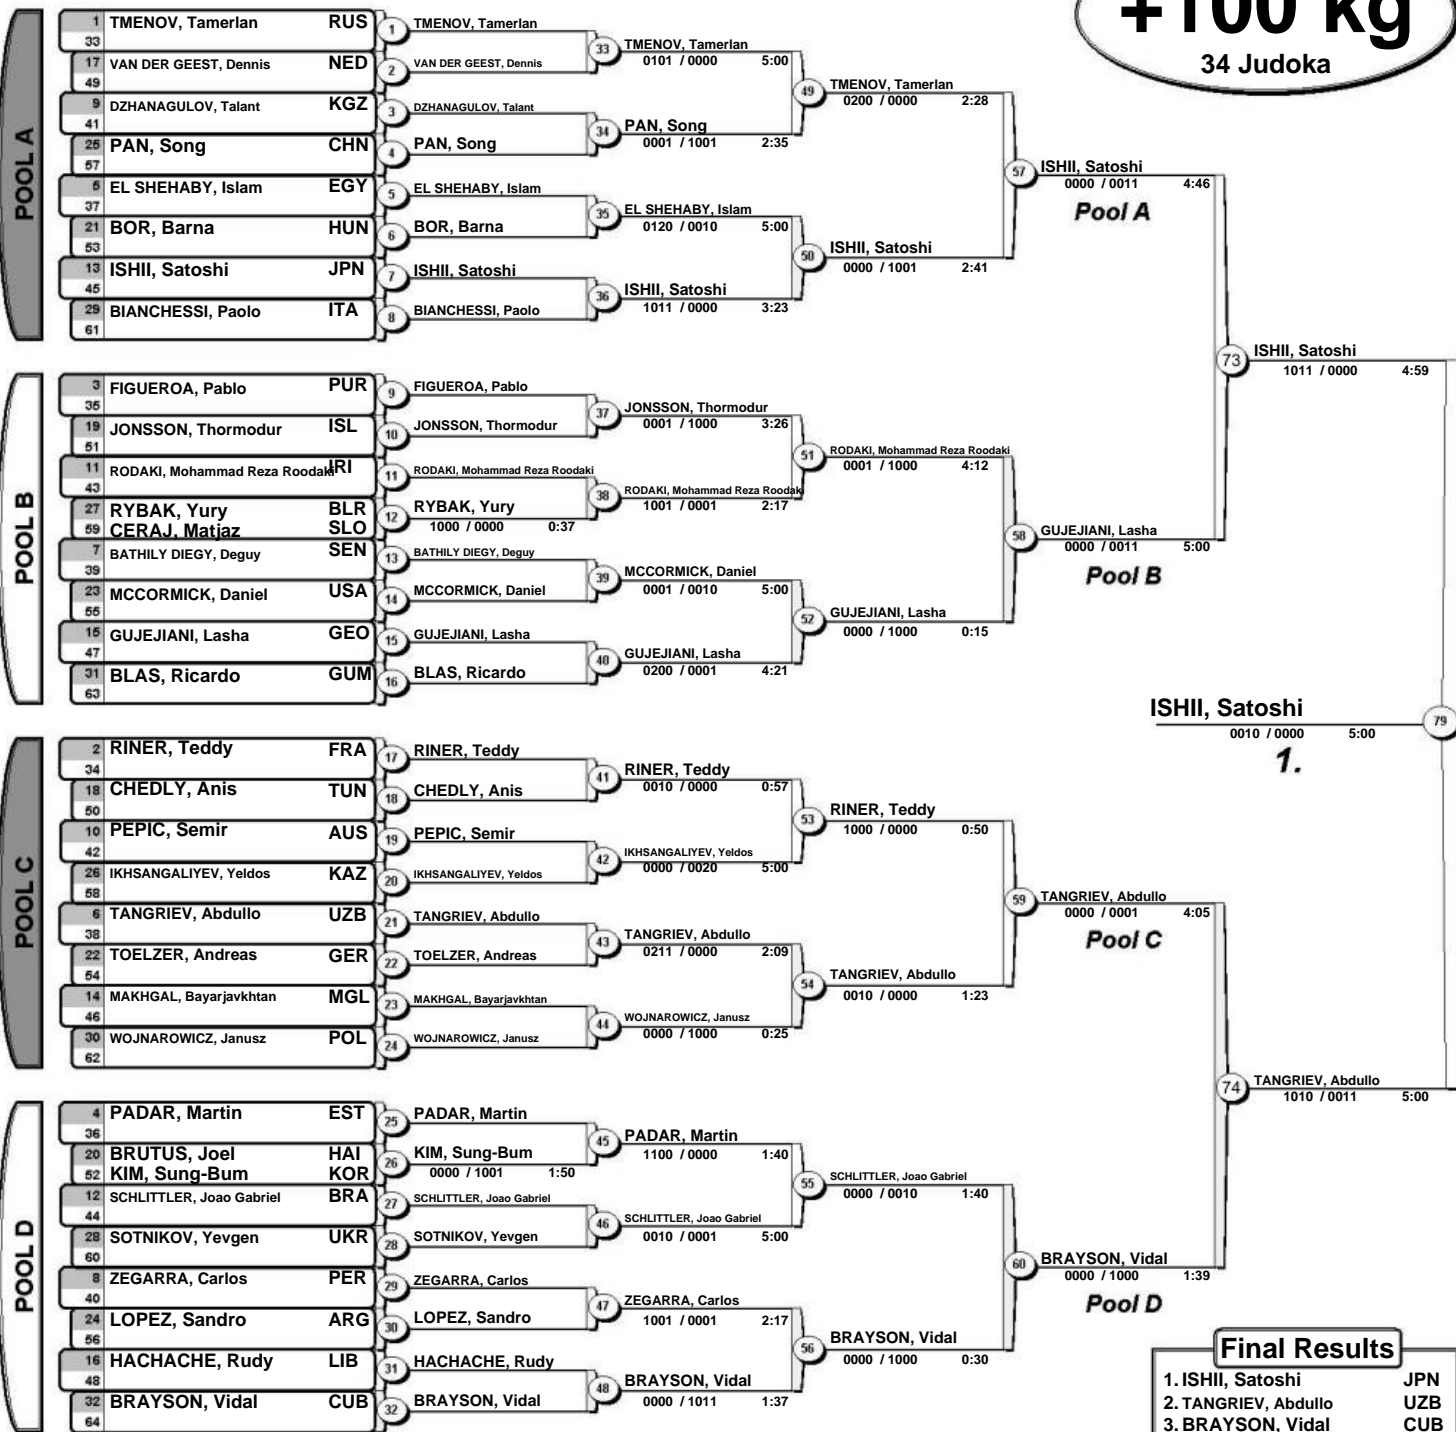 +100 kg
34 Judoka
POOL A
1 TMENOV, Tamerlan RUS
33
17 VAN DER GEEST, Dennis NED
49
9 DZHANAGULOV, Talant KGZ
41
25 PAN, Song CHN
57
5 EL SHEHABY, Islam EGY
37
21 BOR, Barna HUN
53
13 ISHII, Satoshi JPN
45
29 BIANCHESSI, Paolo ITA
61
1 TMENOV, Tamerlan
2 VAN DER GEEST, Dennis
3 DZHANAGULOV, Talant
4 PAN, Song
5 EL SHEHABY, Islam
6 BOR, Barna
7 ISHII, Satoshi
8 BIANCHESSI, Paolo
33 TMENOV, Tamerlan
0101 / 0000 5:00
34 PAN, Song
0001 / 1001 2:35
35 EL SHEHABY, Islam
0120 / 0010 5:00
36 ISHII, Satoshi
1011 / 0000 3:23
49 TMENOV, Tamerlan
0200 / 0000 2:28
50 ISHII, Satoshi
0000 / 1001 2:41
57 ISHII, Satoshi
0000 / 0011 4:46
Pool A
POOL B
3 FIGUEROA, Pablo PUR
35
19 JONSSON, Thormodur ISL
51
11 RODAKI, Mohammad Reza Roodaki IRI
43
27 RYBAK, Yury BLR
59 CERAJ, Matjaz SLO
7 BATHILY DIEGY, Deguy SEN
39
23 MCCORMICK, Daniel USA
55
15 GUJEJIANI, Lasha GEO
47
31 BLAS, Ricardo GUM
63
9 FIGUEROA, Pablo
10 JONSSON, Thormodur
11 RODAKI, Mohammad Reza Roodaki
12 RYBAK, Yury
1000 / 0000 0:37
13 BATHILY DIEGY, Deguy
14 MCCORMICK, Daniel
15 GUJEJIANI, Lasha
16 BLAS, Ricardo
37 JONSSON, Thormodur
0001 / 1000 3:26
38 RODAKI, Mohammad Reza Roodaki
1001 / 0001 2:17
39 MCCORMICK, Daniel
0001 / 0010 5:00
40 GUJEJIANI, Lasha
0200 / 0001 4:21
51 RODAKI, Mohammad Reza Roodaki
0001 / 1000 4:12
52 GUJEJIANI, Lasha
0000 / 1000 0:15
58 GUJEJIANI, Lasha
0000 / 0011 5:00
Pool B
73 ISHII, Satoshi
1011 / 0000 4:59
ISHII, Satoshi 79
0010 / 0000 5:00
1.
POOL C
2 RINER, Teddy FRA
34
18 CHEDLY, Anis TUN
50
10 PEPIC, Semir AUS
42
26 IKHSANGALIYEV, Yeldos KAZ
58
6 TANGRIEV, Abdullo UZB
38
22 TOELZER, Andreas GER
54
14 MAKHGAL, Bayarjavkhtan MGL
46
30 WOJNAROWICZ, Janusz POL
62
17 RINER, Teddy
18 CHEDLY, Anis
19 PEPIC, Semir
20 IKHSANGALIYEV, Yeldos
21 TANGRIEV, Abdullo
22 TOELZER, Andreas
23 MAKHGAL, Bayarjavkhtan
24 WOJNAROWICZ, Janusz
41 RINER, Teddy
0010 / 0000 0:57
42 IKHSANGALIYEV, Yeldos
0000 / 0020 5:00
43 TANGRIEV, Abdullo
0211 / 0000 2:09
44 WOJNAROWICZ, Janusz
0000 / 1000 0:25
53 RINER, Teddy
1000 / 0000 0:50
54 TANGRIEV, Abdullo
0010 / 0000 1:23
59 TANGRIEV, Abdullo
0000 / 0001 4:05
Pool C
POOL D
4 PADAR, Martin EST
36
20 BRUTUS, Joel HAI
52 KIM, Sung-Bum KOR
12 SCHLITTLER, Joao Gabriel BRA
44
28 SOTNIKOV, Yevgen UKR
60
8 ZEGARRA, Carlos PER
40
24 LOPEZ, Sandro ARG
56
16 HACHACHE, Rudy LIB
48
32 BRAYSON, Vidal CUB
64
25 PADAR, Martin
26 KIM, Sung-Bum
0000 / 1001 1:50
27 SCHLITTLER, Joao Gabriel
28 SOTNIKOV, Yevgen
29 ZEGARRA, Carlos
30 LOPEZ, Sandro
31 HACHACHE, Rudy
32 BRAYSON, Vidal
45 PADAR, Martin
1100 / 0000 1:40
46 SCHLITTLER, Joao Gabriel
0010 / 0001 5:00
47 ZEGARRA, Carlos
1001 / 0001 2:17
48 BRAYSON, Vidal
0000 / 1011 1:37
55 SCHLITTLER, Joao Gabriel
0000 / 0010 1:40
56 BRAYSON, Vidal
0000 / 1000 0:30
60 BRAYSON, Vidal
0000 / 1000 1:39
Pool D
74 TANGRIEV, Abdullo
1010 / 0011 5:00
Final Results
1. ISHII, Satoshi JPN
2. TANGRIEV, Abdullo UZB
3. BRAYSON, Vidal CUB